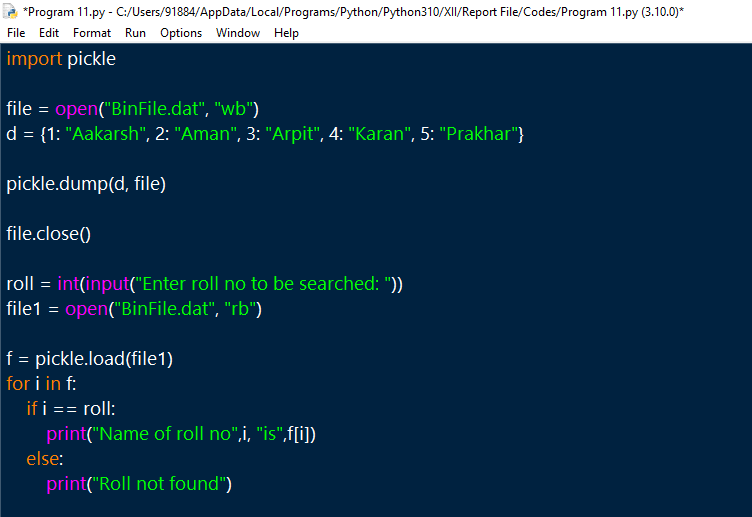 *Program 11.py - C:/Users/91884/AppData/Local/Programs/Python/Python310/XII/Report File/Codes/Program 11.py (3.10.0)*
File Edit Format Run Options Window Help
import pickle
file = open("BinFile.dat", "wb")
d = {1: "Aakarsh", 2: "Aman", 3: "Arpit", 4: "Karan", 5: "Prakhar"}
pickle.dump(d, file)
file.close()
roll = int(input("Enter roll no to be searched: "))
file1 = open("BinFile.dat", "rb")
f = pickle.load(file1)
for i in f:
    if i == roll:
        print("Name of roll no",i, "is",f[i])
    else:
        print("Roll not found")